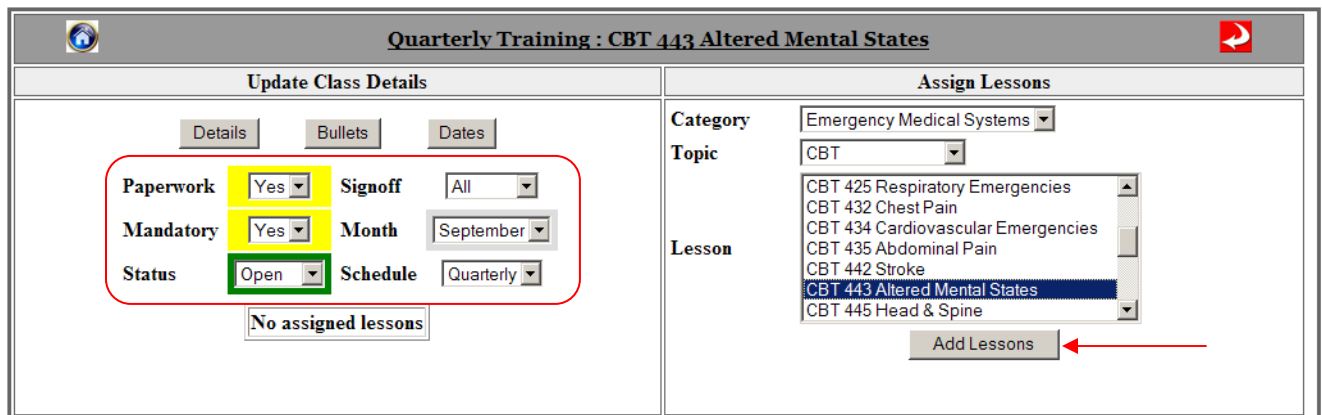 Quarterly Training : CBT 443 Altered Mental States
Update Class Details
Details Bullets Dates
Paperwork Yes Signoff All
Mandatory Yes Month September
Status Open Schedule Quarterly
No assigned lessons
Assign Lessons
Category Emergency Medical Systems
Topic CBT
Lesson
CBT 425 Respiratory Emergencies
CBT 432 Chest Pain
CBT 434 Cardiovascular Emergencies
CBT 435 Abdominal Pain
CBT 442 Stroke
CBT 443 Altered Mental States
CBT 445 Head & Spine
Add Lessons